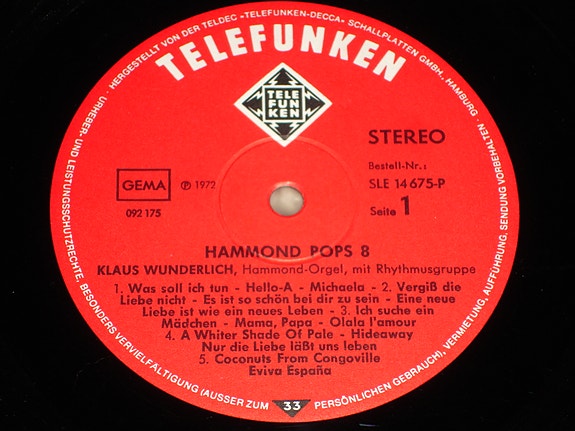 HERGESTELLT VON DER TELDEC »TELEFUNKEN-DECCA« SCHALLPLATTEN GMBH., HAMBURG · URHEBER- UND LEISTUNGSSCHUTZRECHTE, BESONDERS VERVIELFÄLTIGUNG (AUSSER ZUM PERSÖNLICHEN GEBRAUCH), VERMIETUNG, AUFFÜHRUNG, SENDUNG VORBEHALTEN
TELEFUNKEN
TELE
FUN
KEN
STEREO
Bestell-Nr.:
SLE 14 675-P
Seite 1
GEMA
℗ 1972
092 175
HAMMOND POPS 8
KLAUS WUNDERLICH, Hammond-Orgel, mit Rhythmusgruppe
1. Was soll ich tun - Hello-A - Michaela - 2. Vergiß die
Liebe nicht - Es ist so schön bei dir zu sein - Eine neue
Liebe ist wie ein neues Leben - 3. Ich suche ein
Mädchen - Mama, Papa - Olala l'amour
4. A Whiter Shade Of Pale - Hideaway
Nur die Liebe läßt uns leben
5. Coconuts From Congoville
Eviva España
33